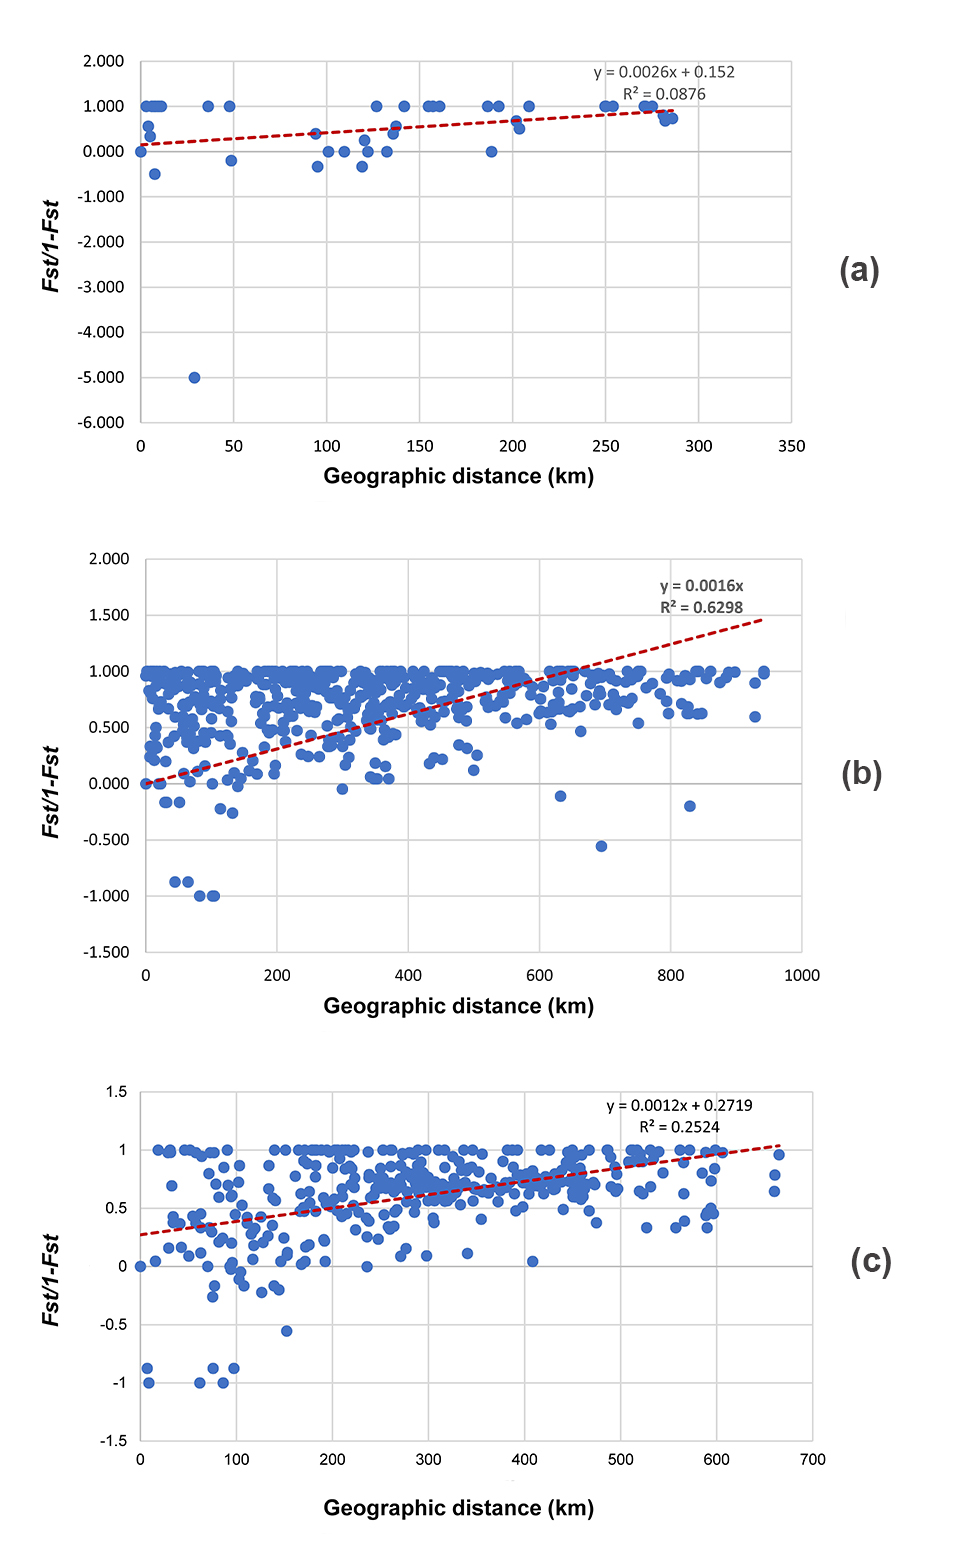 2.000
y = 0.0026x + 0.152
R² = 0.0876
1.000
0.000
-1.000
-2.000
-3.000
-4.000
-5.000
-6.000
Fst/1-Fst
(a)
0 50 100 150 200 250 300 350
Geographic distance (km)
2.000
y = 0.0016x
R² = 0.6298
1.500
1.000
0.500
0.000
-0.500
-1.000
-1.500
Fst/1-Fst
(b)
0 200 400 600 800 1000
Geographic distance (km)
1.5
y = 0.0012x + 0.2719
R² = 0.2524
1
0.5
0
-0.5
-1
-1.5
Fst/1-Fst
(c)
0 100 200 300 400 500 600 700
Geographic distance (km)